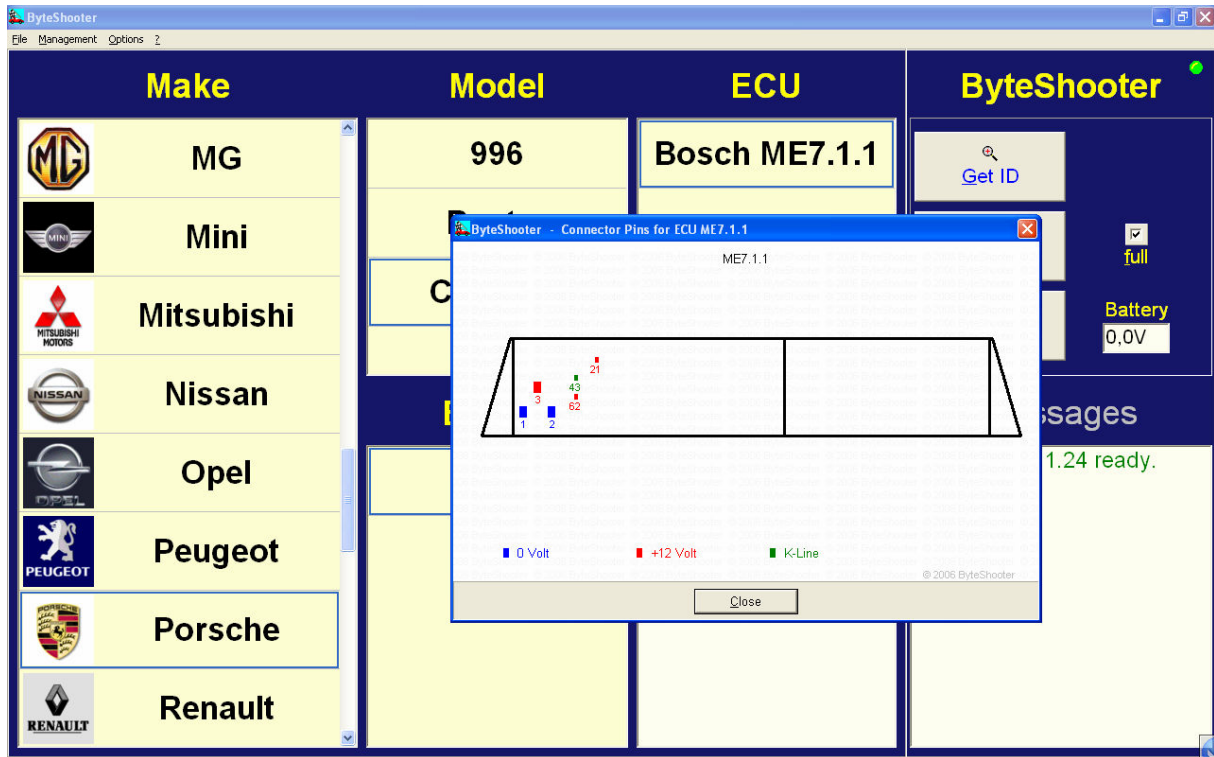 ByteShooter
File Management Options ?
Make
Model
ECU
ByteShooter
MG
MG
MINI
Mini
MITSUBISHI
MOTORS
Mitsubishi
NISSAN
Nissan
OPEL
Opel
PEUGEOT
Peugeot
PORSCHE
Porsche
RENAULT
Renault
996
Bosch ME7.1.1
Get ID
full
Battery
0,0V
1.24 ready.
ByteShooter - Connector Pins for ECU ME7.1.1
ME7.1.1
21
43
3
62
1
2
0 Volt
+12 Volt
K-Line
© 2006 ByteShooter
Close